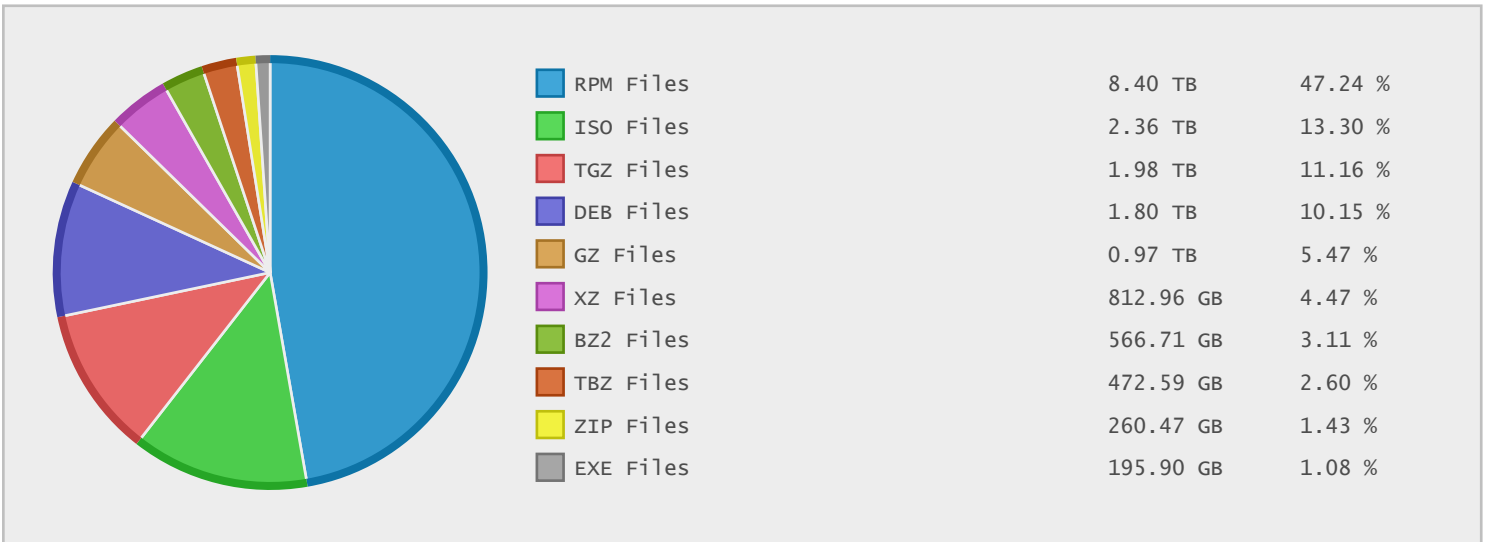 RPM Files 8.40 TB 47.24 %
ISO Files 2.36 TB 13.30 %
TGZ Files 1.98 TB 11.16 %
DEB Files 1.80 TB 10.15 %
GZ Files 0.97 TB 5.47 %
XZ Files 812.96 GB 4.47 %
BZ2 Files 566.71 GB 3.11 %
TBZ Files 472.59 GB 2.60 %
ZIP Files 260.47 GB 1.43 %
EXE Files 195.90 GB 1.08 %